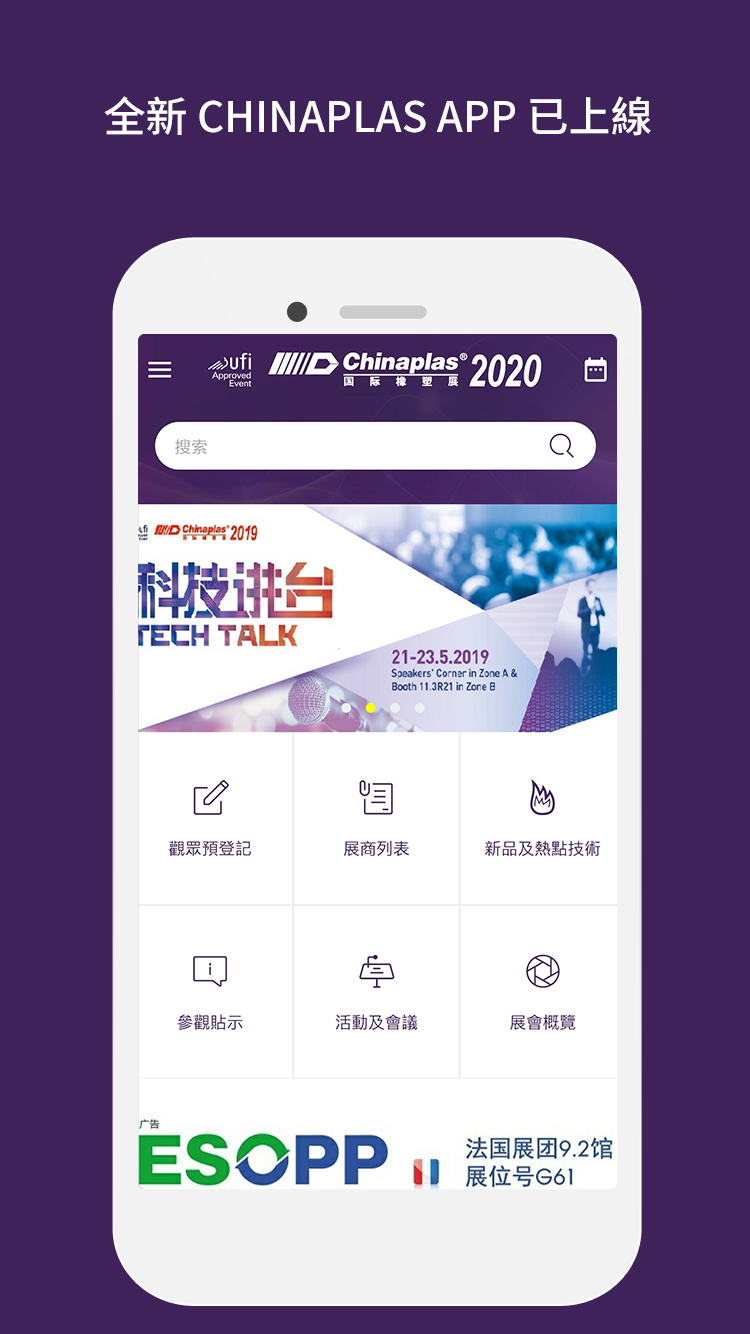 全新 CHINAPLAS APP 已上線
ufi
Approved
Event
Chinaplas® 2020
国际橡塑展
搜索
Chinaplas® 2019
科技讲台
TECH TALK
21-23.5.2019
Speakers' Corner in Zone A &
Booth 11.3R21 in Zone B
觀眾預登記
展商列表
新品及熱點技術
參觀貼示
活動及會議
展會概覽
广告
ESOPP
法国展团9.2馆
展位号G61